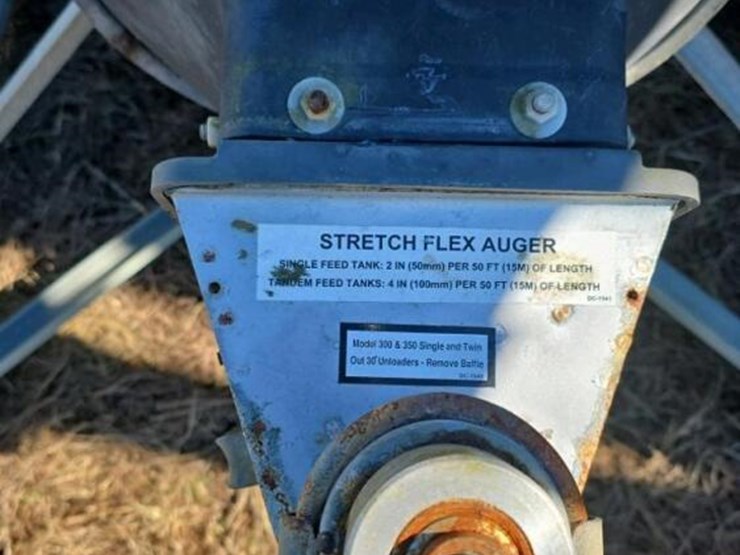 STRETCH FLEX AUGER
SINGLE FEED TANK: 2 IN (50mm) PER 50 FT (15M) OF LENGTH
TANDEM FEED TANKS: 4 IN (100mm) PER 50 FT (15M) OF LENGTH
Model 300 & 350 Single and Twin
Out 30° Unloaders - Remove Baffle